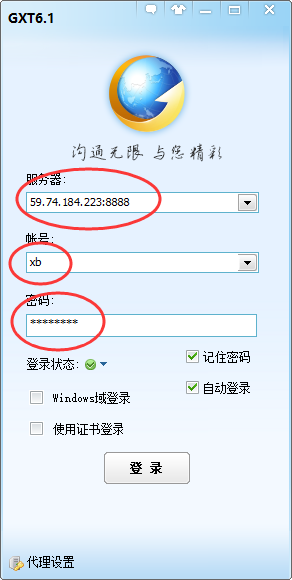 GXT6.1
沟通无限 与您精彩
服务器:
59.74.184.223:8888
帐号:
xb
密码:
********
登录状态:
记住密码
Windows域登录
自动登录
使用证书登录
登 录
代理设置